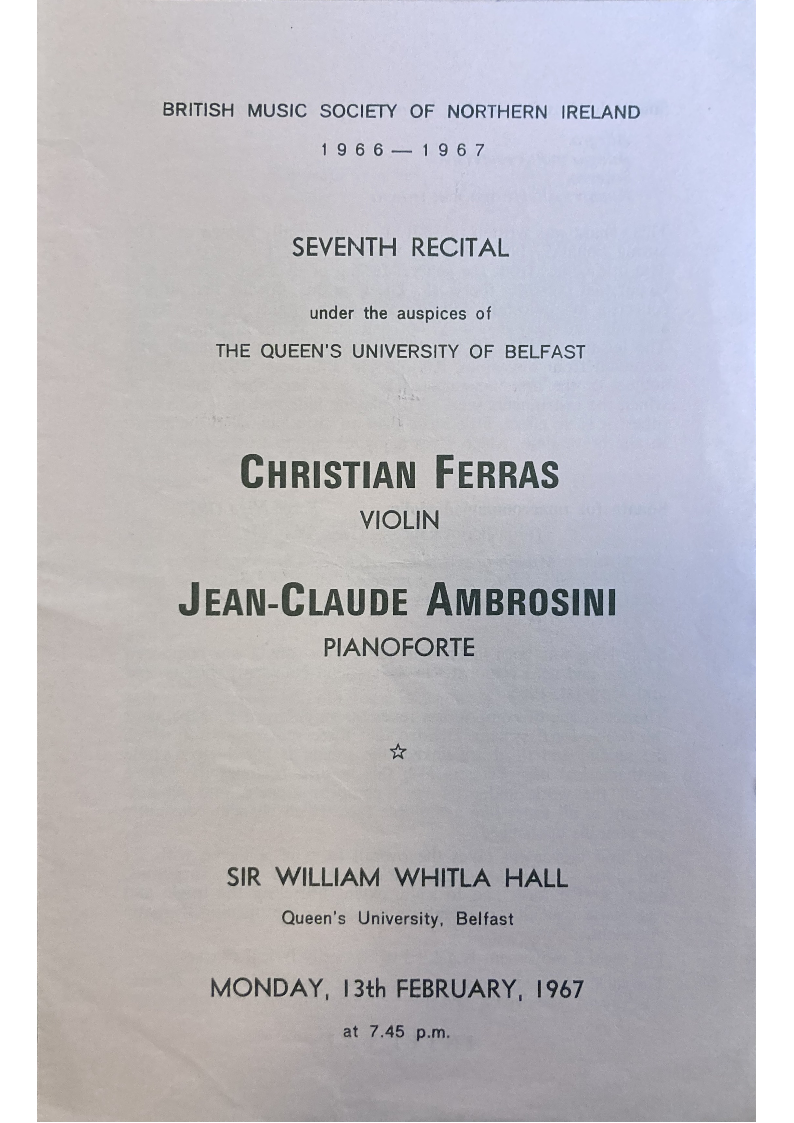 BRITISH MUSIC SOCIETY OF NORTHERN IRELAND
1966—1967
SEVENTH RECITAL
under the auspices of
THE QUEEN'S UNIVERSITY OF BELFAST
CHRISTIAN FERRAS
VIOLIN
JEAN-CLAUDE AMBROSINI
PIANOFORTE
SIR WILLIAM WHITLA HALL
Queen's University, Belfast
MONDAY, 13th FEBRUARY, 1967
at 7.45 p.m.